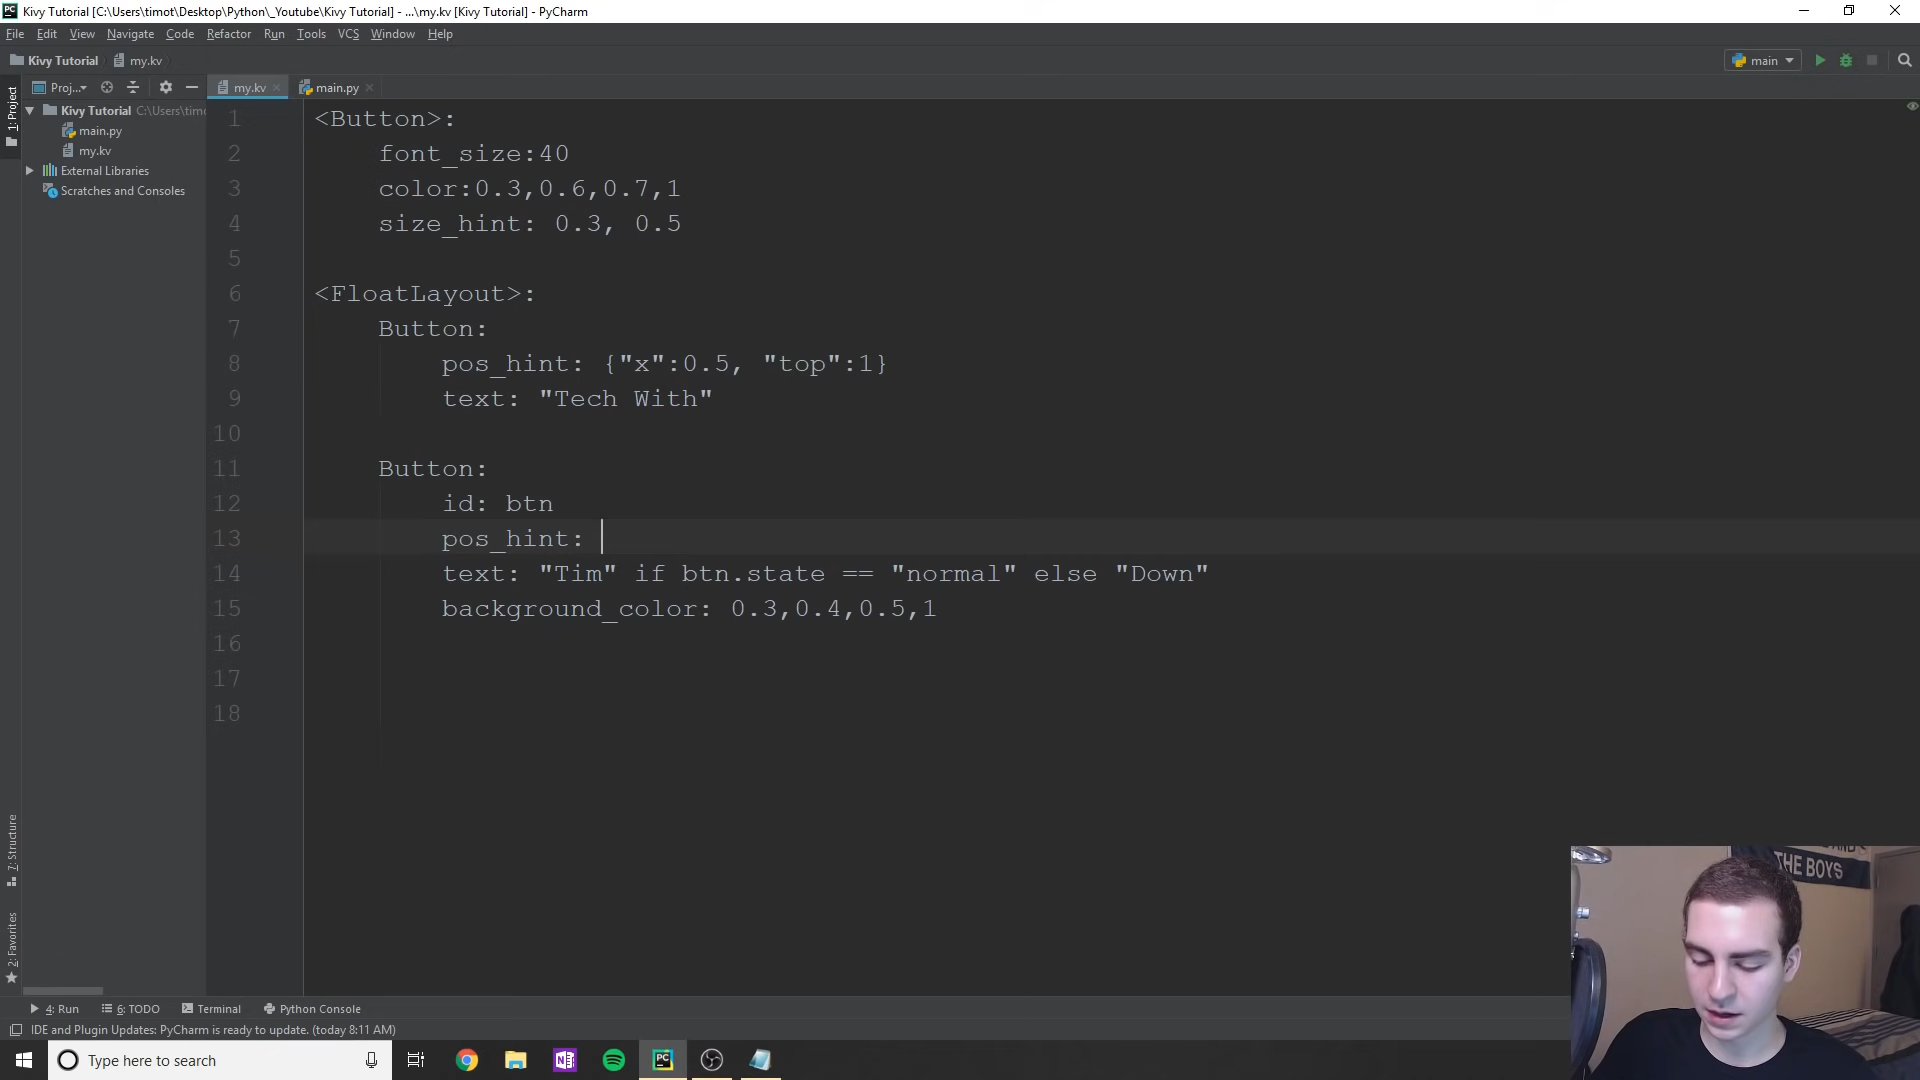 Kivy Tutorial [C:\Users\timot\Desktop\Python\_Youtube\Kivy Tutorial] - ...\my.kv [Kivy Tutorial] - PyCharm
File Edit View Navigate Code Refactor Run Tools VCS Window Help
Kivy Tutorial my.kv main
Proj... my.kv main.py
1: Project
Kivy Tutorial C:\Users\timo
main.py
my.kv
External Libraries
Scratches and Consoles
1 <Button>:
2 font_size:40
3 color:0.3,0.6,0.7,1
4 size_hint: 0.3, 0.5
5
6 <FloatLayout>:
7 Button:
8 pos_hint: {"x":0.5, "top":1}
9 text: "Tech With"
10
11 Button:
12 id: btn
13 pos_hint:
14 text: "Tim" if btn.state == "normal" else "Down"
15 background_color: 0.3,0.4,0.5,1
16
17
18
7: Structure
2: Favorites
THE BOYS
4: Run 6: TODO Terminal Python Console
IDE and Plugin Updates: PyCharm is ready to update. (today 8:11 AM)
Type here to search